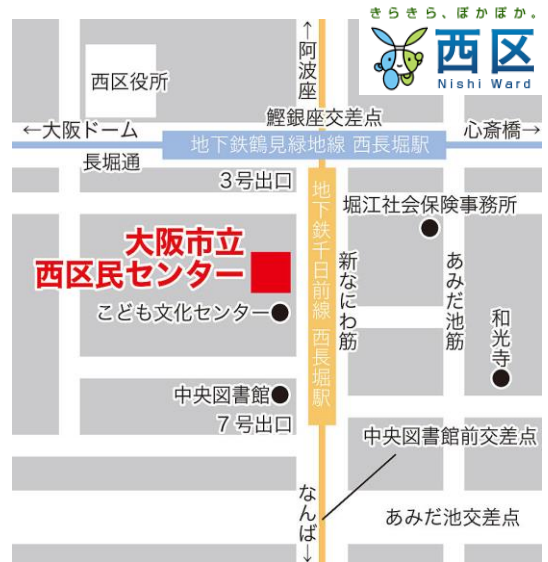 きらきら、ぽかぽか。
西区
Nishi Ward
←阿波座
西区役所
鰹銀座交差点
←大阪ドーム
心斎橋→
地下鉄鶴見緑地線 西長堀駅
長堀通
3号出口
堀江社会保険事務所
地下鉄千日前線 西長堀駅
新なにわ筋
あみだ池筋
大阪市立
西区民センター
こども文化センター
和光寺
中央図書館
7号出口
中央図書館前交差点
なんば→
あみだ池交差点